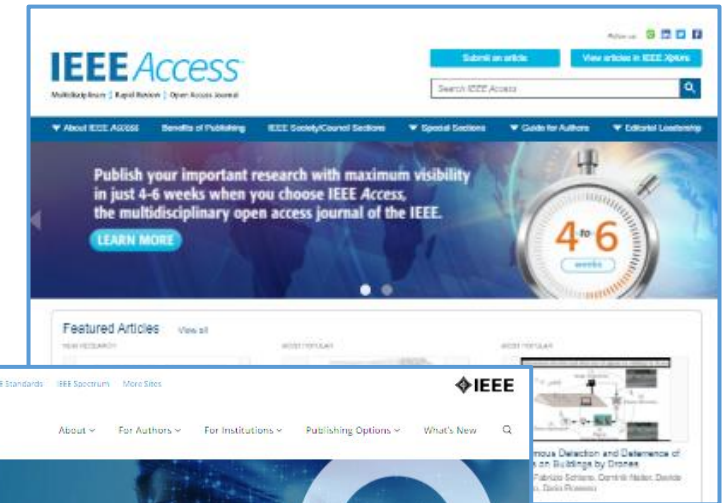 Follow us:
IEEE Access
Multidisciplinary | Rapid Review | Open Access Journal
Submit an article
View articles in IEEE Xplore
Search IEEE Access
About IEEE Access
Benefits of Publishing
IEEE Society/Council Sections
Special Sections
Guide for Authors
Editorial Leadership
Publish your important research with maximum visibility
in just 4-6 weeks when you choose IEEE Access,
the multidisciplinary open access journal of the IEEE.
LEARN MORE
4 to 6
weeks
Featured Articles View all
MOST POPULAR
MOST POPULAR
Detection and Deterrence of
on Buildings by Drones
Standards IEEE Spectrum More Sites
IEEE
About
For Authors
For Institutions
Publishing Options
What's New